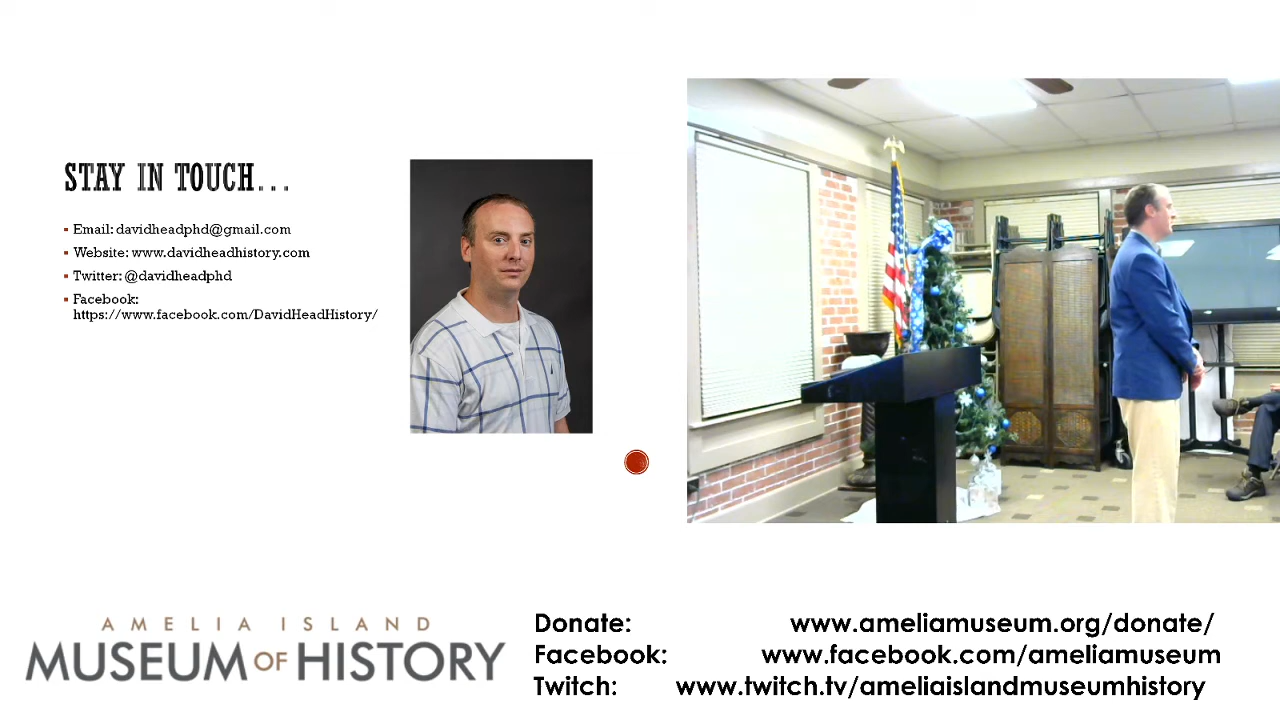 STAY IN TOUCH...
▪ Email: davidheadphd@gmail.com
▪ Website: www.davidheadhistory.com
▪ Twitter: @davidheadphd
▪ Facebook:
https://www.facebook.com/DavidHeadHistory/
AMELIA ISLAND
MUSEUM OF HISTORY
Donate: www.ameliamuseum.org/donate/
Facebook: www.facebook.com/ameliamuseum
Twitch: www.twitch.tv/ameliaislandmuseumhistory